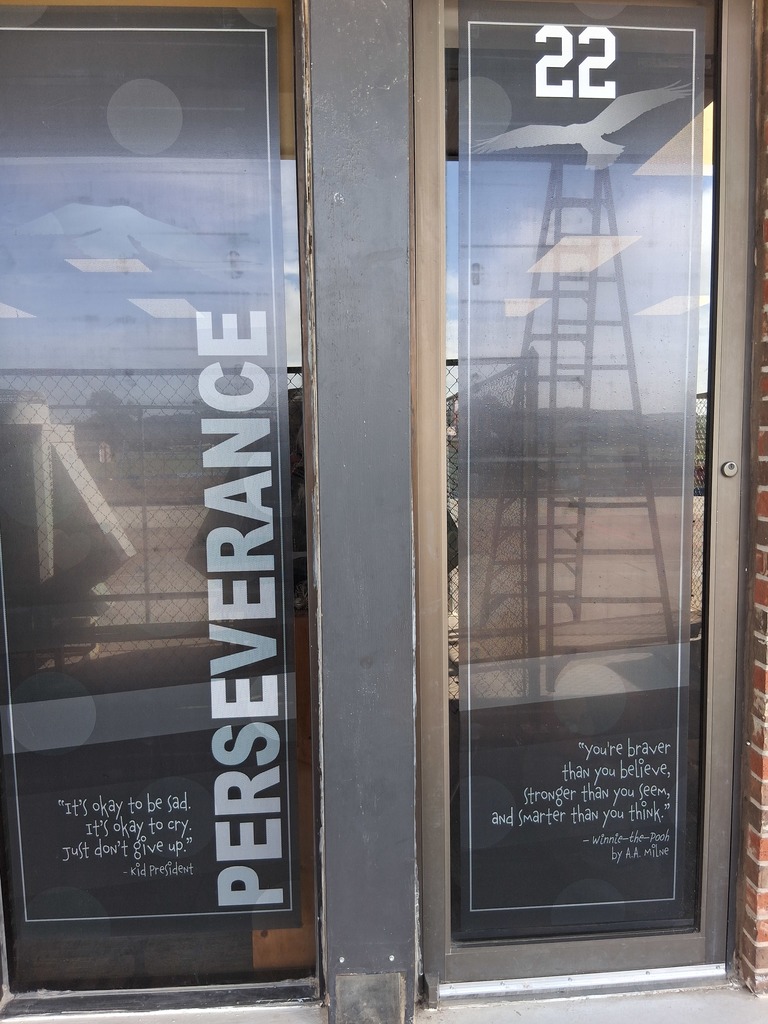 PERSEVERANCE
"It's okay to be sad.
It's okay to cry.
Just don't give up."
- Kid President
22
"you're braver
than you believe,
stronger than you seem,
and smarter than you think."
- Winnie-the-Pooh
by A.A. Milne